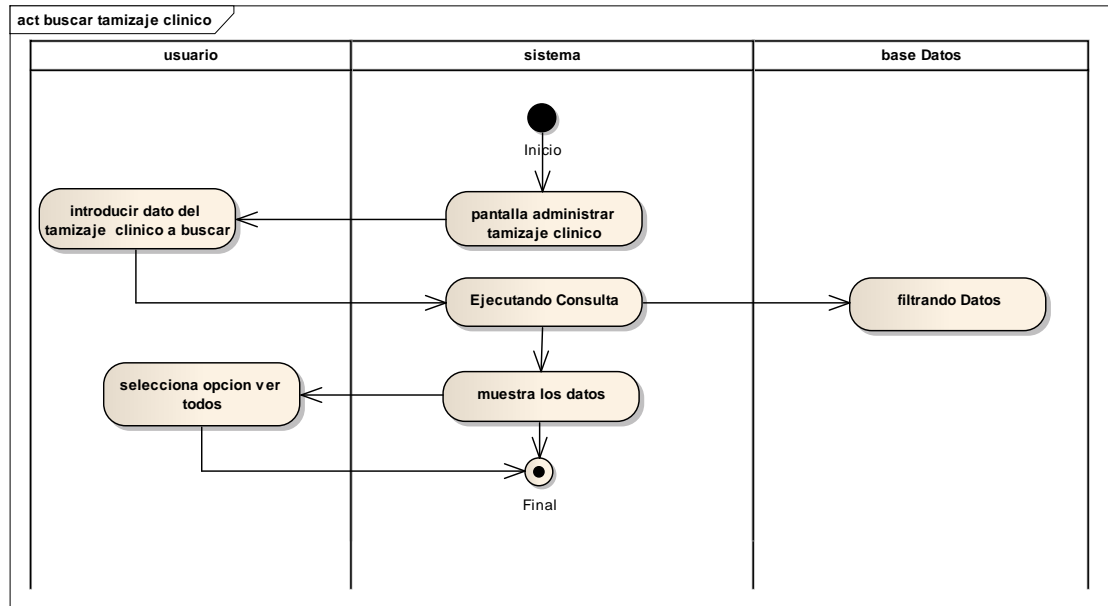 act buscar tamizaje clinico
usuario
sistema
base Datos
Inicio
introducir dato del
tamizaje clinico a buscar
pantalla administrar
tamizaje clinico
Ejecutando Consulta
filtrando Datos
selecciona opcion ver
todos
muestra los datos
Final